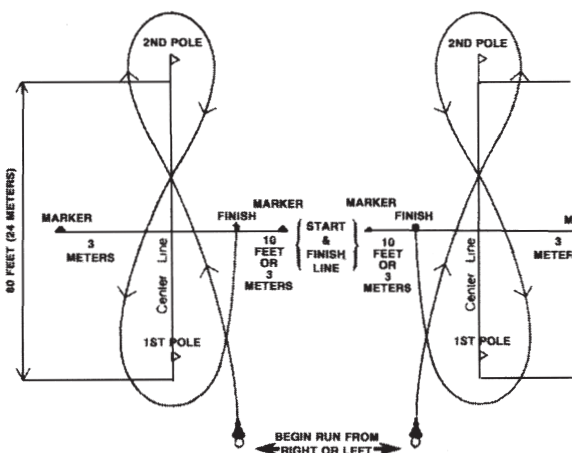 2ND POLE
2ND POLE
80 FEET (24 METERS)
MARKER
FINISH
MARKER
START
&
FINISH
LINE
MARKER
FINISH
M
3
METERS
10
FEET
OR
3
METERS
10
FEET
OR
3
METERS
3
METER
Center Line
Center Line
1ST POLE
1ST POLE
BEGIN RUN FROM
RIGHT OR LEFT